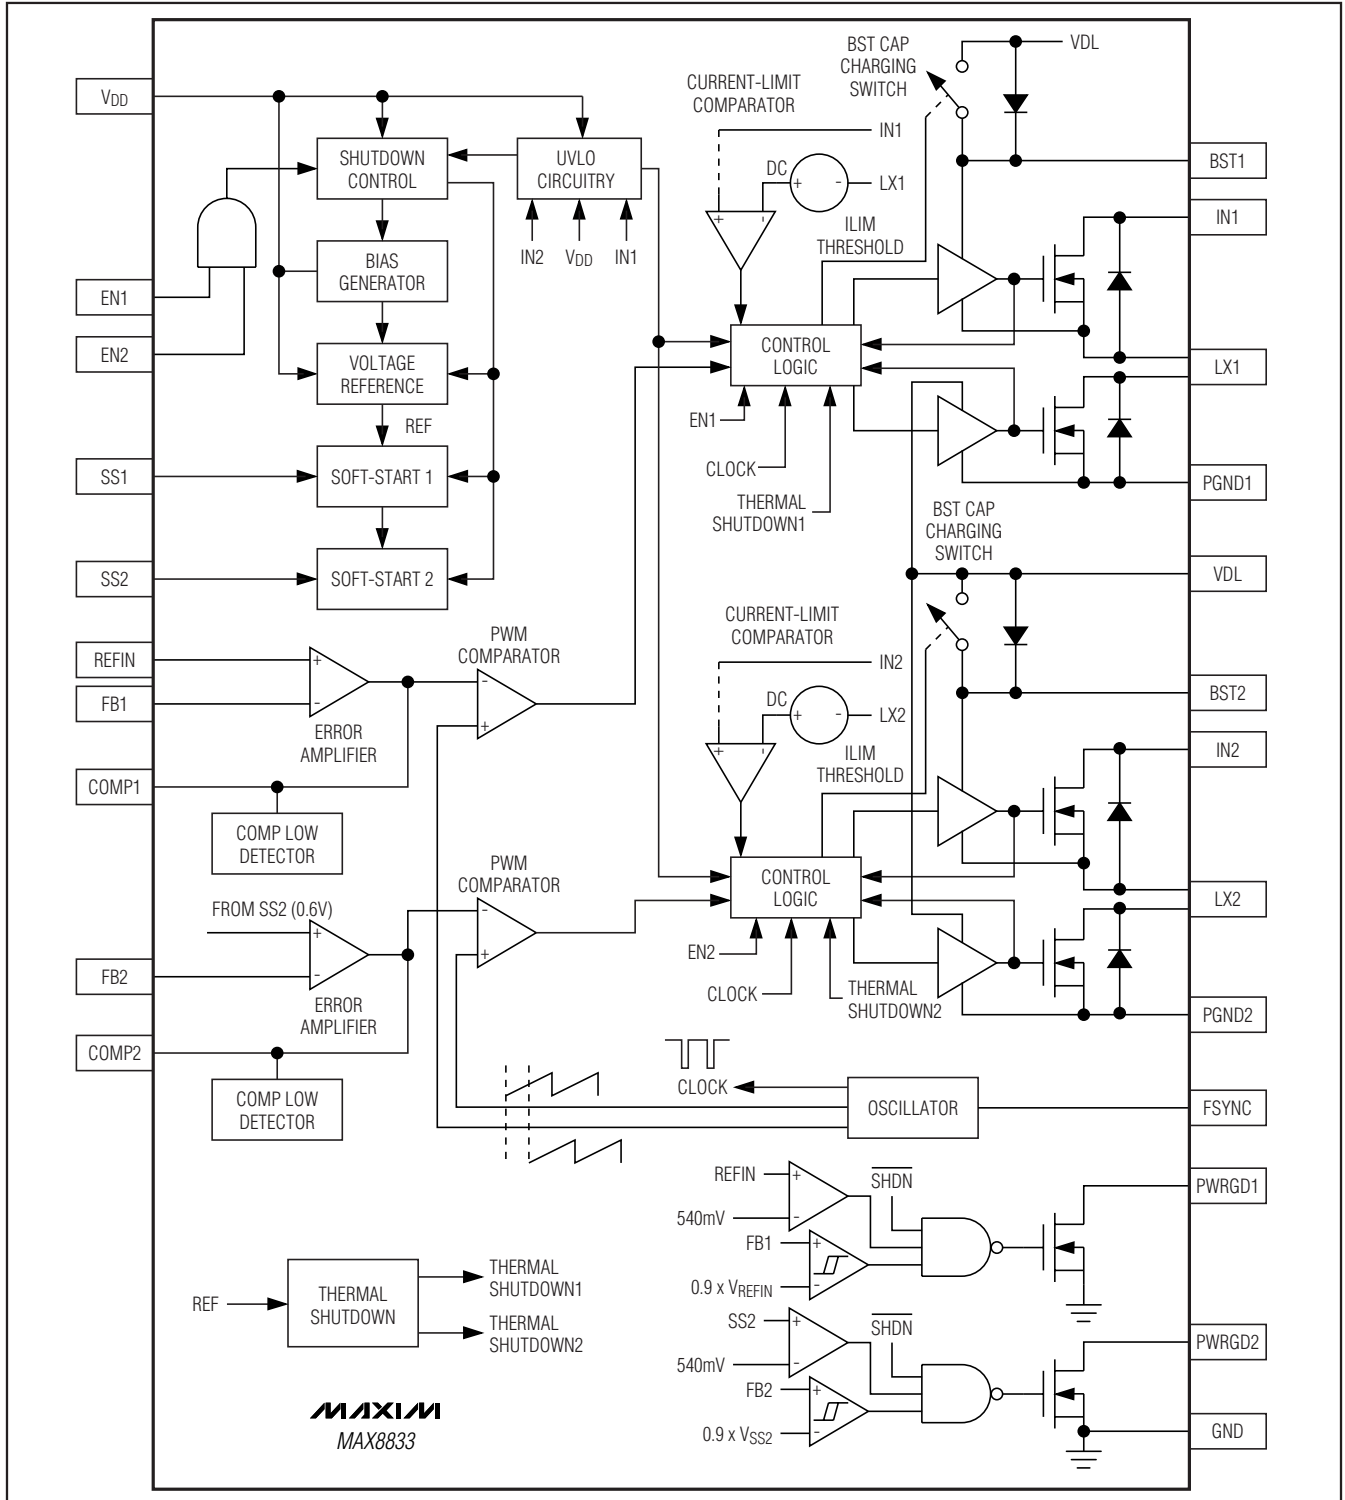 VDL
BST CAP
CHARGING
SWITCH
CURRENT-LIMIT
COMPARATOR
VDD
IN1
SHUTDOWN
CONTROL
UVLO
CIRCUITRY
DC
+
-
LX1
BST1
+
-
ILIM
THRESHOLD
IN1
IN2
VDD
IN1
BIAS
GENERATOR
EN1
EN2
CONTROL
LOGIC
VOLTAGE
REFERENCE
LX1
REF
EN1
CLOCK
SS1
SOFT-START 1
PGND1
THERMAL
SHUTDOWN1
BST CAP
CHARGING
SWITCH
SS2
SOFT-START 2
VDL
CURRENT-LIMIT
COMPARATOR
PWM
COMPARATOR
REFIN
+
FB1
-
-
+
ERROR
AMPLIFIER
IN2
DC
+
-
LX2
BST2
+
-
ILIM
THRESHOLD
IN2
COMP1
COMP LOW
DETECTOR
PWM
COMPARATOR
CONTROL
LOGIC
LX2
FROM SS2 (0.6V)
+
-
-
+
EN2
FB2
CLOCK
THERMAL
SHUTDOWN2
ERROR
AMPLIFIER
PGND2
COMP2
COMP LOW
DETECTOR
CLOCK
OSCILLATOR
FSYNC
REFIN
+
SHDN
PWRGD1
540mV
-
FB1
+
0.9 x VREFIN
-
REF
THERMAL
SHUTDOWN
THERMAL
SHUTDOWN1
THERMAL
SHUTDOWN2
SS2
+
SHDN
PWRGD2
540mV
-
FB2
+
0.9 x VSS2
-
GND
MAXIM
MAX8833